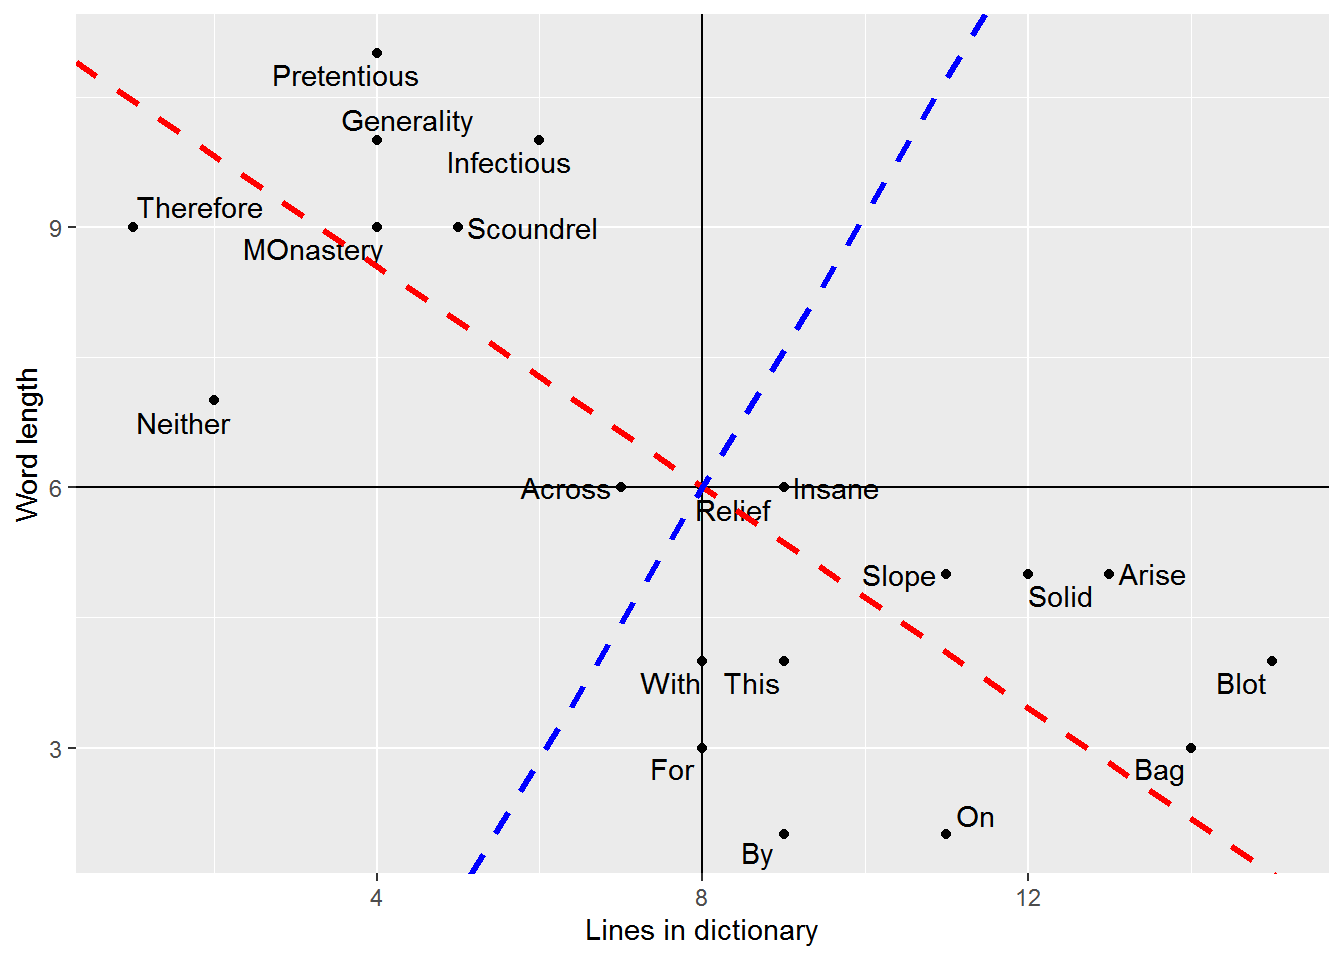 Pretentious
Generality
Infectious
Therefore
Scoundrel
MOnastery
Neither
Across
Insane
Relief
Slope
Arise
Solid
With
This
Blot
For
Bag
On
By
9
6
3
4
8
12
Word length
Lines in dictionary